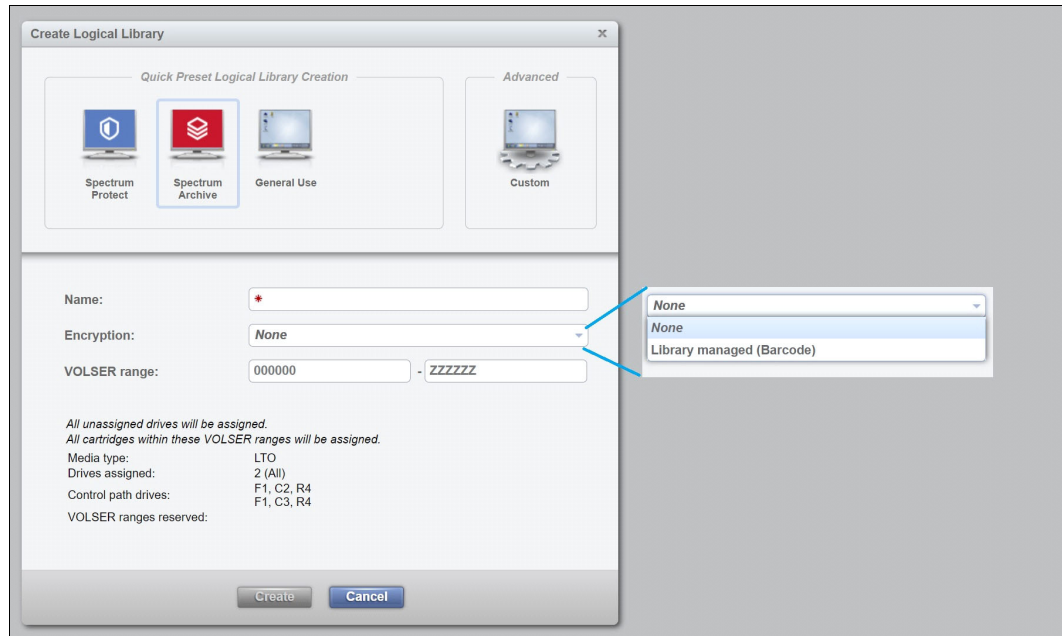 Create Logical Library x
Quick Preset Logical Library Creation
Advanced
Spectrum
Protect
Spectrum
Archive
General Use
Custom
Name: *
Encryption: None
VOLSER range: 000000 - ZZZZZZ
None
None
Library managed (Barcode)
All unassigned drives will be assigned.
All cartridges within these VOLSER ranges will be assigned.
Media type: LTO
Drives assigned: 2 (All)
Control path drives: F1, C2, R4
F1, C3, R4
VOLSER ranges reserved:
Create Cancel